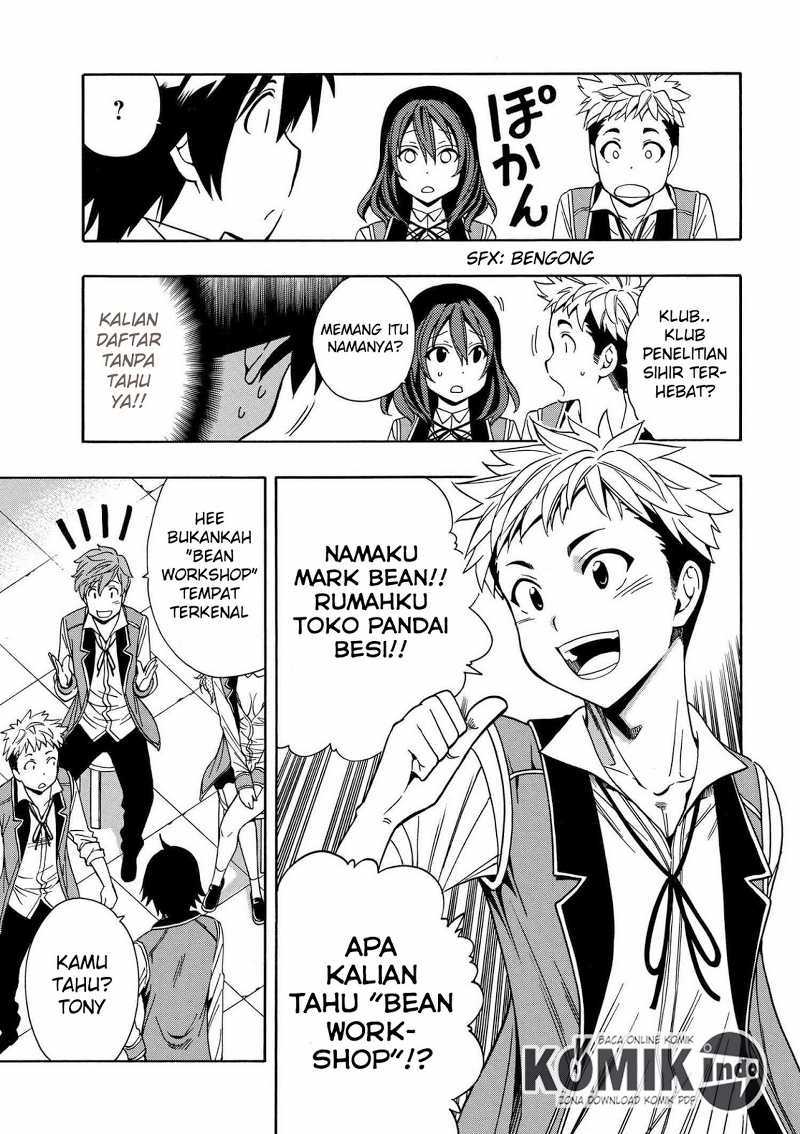 ぽかん
?
SFX: BENGONG
KLUB..
KLUB
PENELITIAN
SIHIR TER-
HEBAT?
MEMANG ITU
NAMANYA?
KALIAN
DAFTAR
TANPA
TAHU
YA!!
NAMAKU
MARK BEAN!!
RUMAHKU
TOKO PANDAI
BESI!!
APA
KALIAN
TAHU "BEAN
WORK-
SHOP"!?
HEE
BUKANKAH
"BEAN
WORKSHOP"
TEMPAT
TERKENAL
KAMU
TAHU?
TONY
BACA ONLINE KOMIK
KOMIK indo
ZONA DOWNLOAD KOMIK PDF